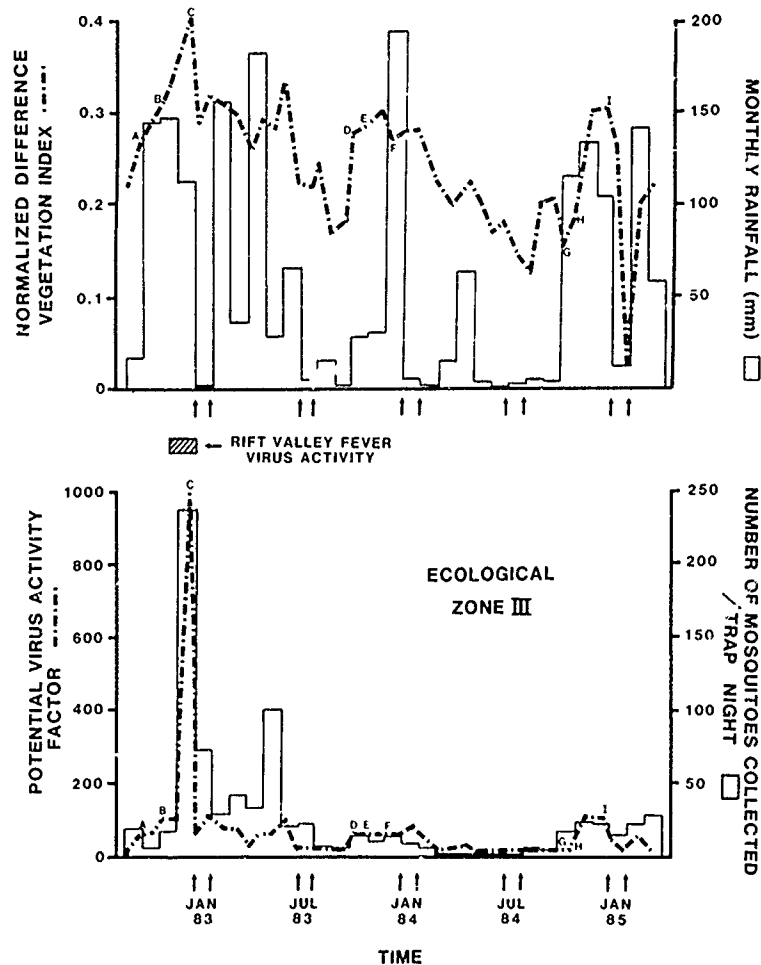 NORMALIZED DIFFERENCE
VEGETATION INDEX
0.4
0.3
0.2
0.1
0
A
B
C
D
E
F
G
H
I
200
150
100
50
MONTHLY RAINFALL (mm)
RIFT VALLEY FEVER
VIRUS ACTIVITY
POTENTIAL VIRUS ACTIVITY
FACTOR
1000
800
600
400
200
0
A
B
C
D
E
F
G
H
I
ECOLOGICAL
ZONE III
250
200
150
100
50
NUMBER OF MOSQUITOES COLLECTED
/TRAP NIGHT
JAN
83
JUL
83
JAN
84
JUL
84
JAN
85
TIME